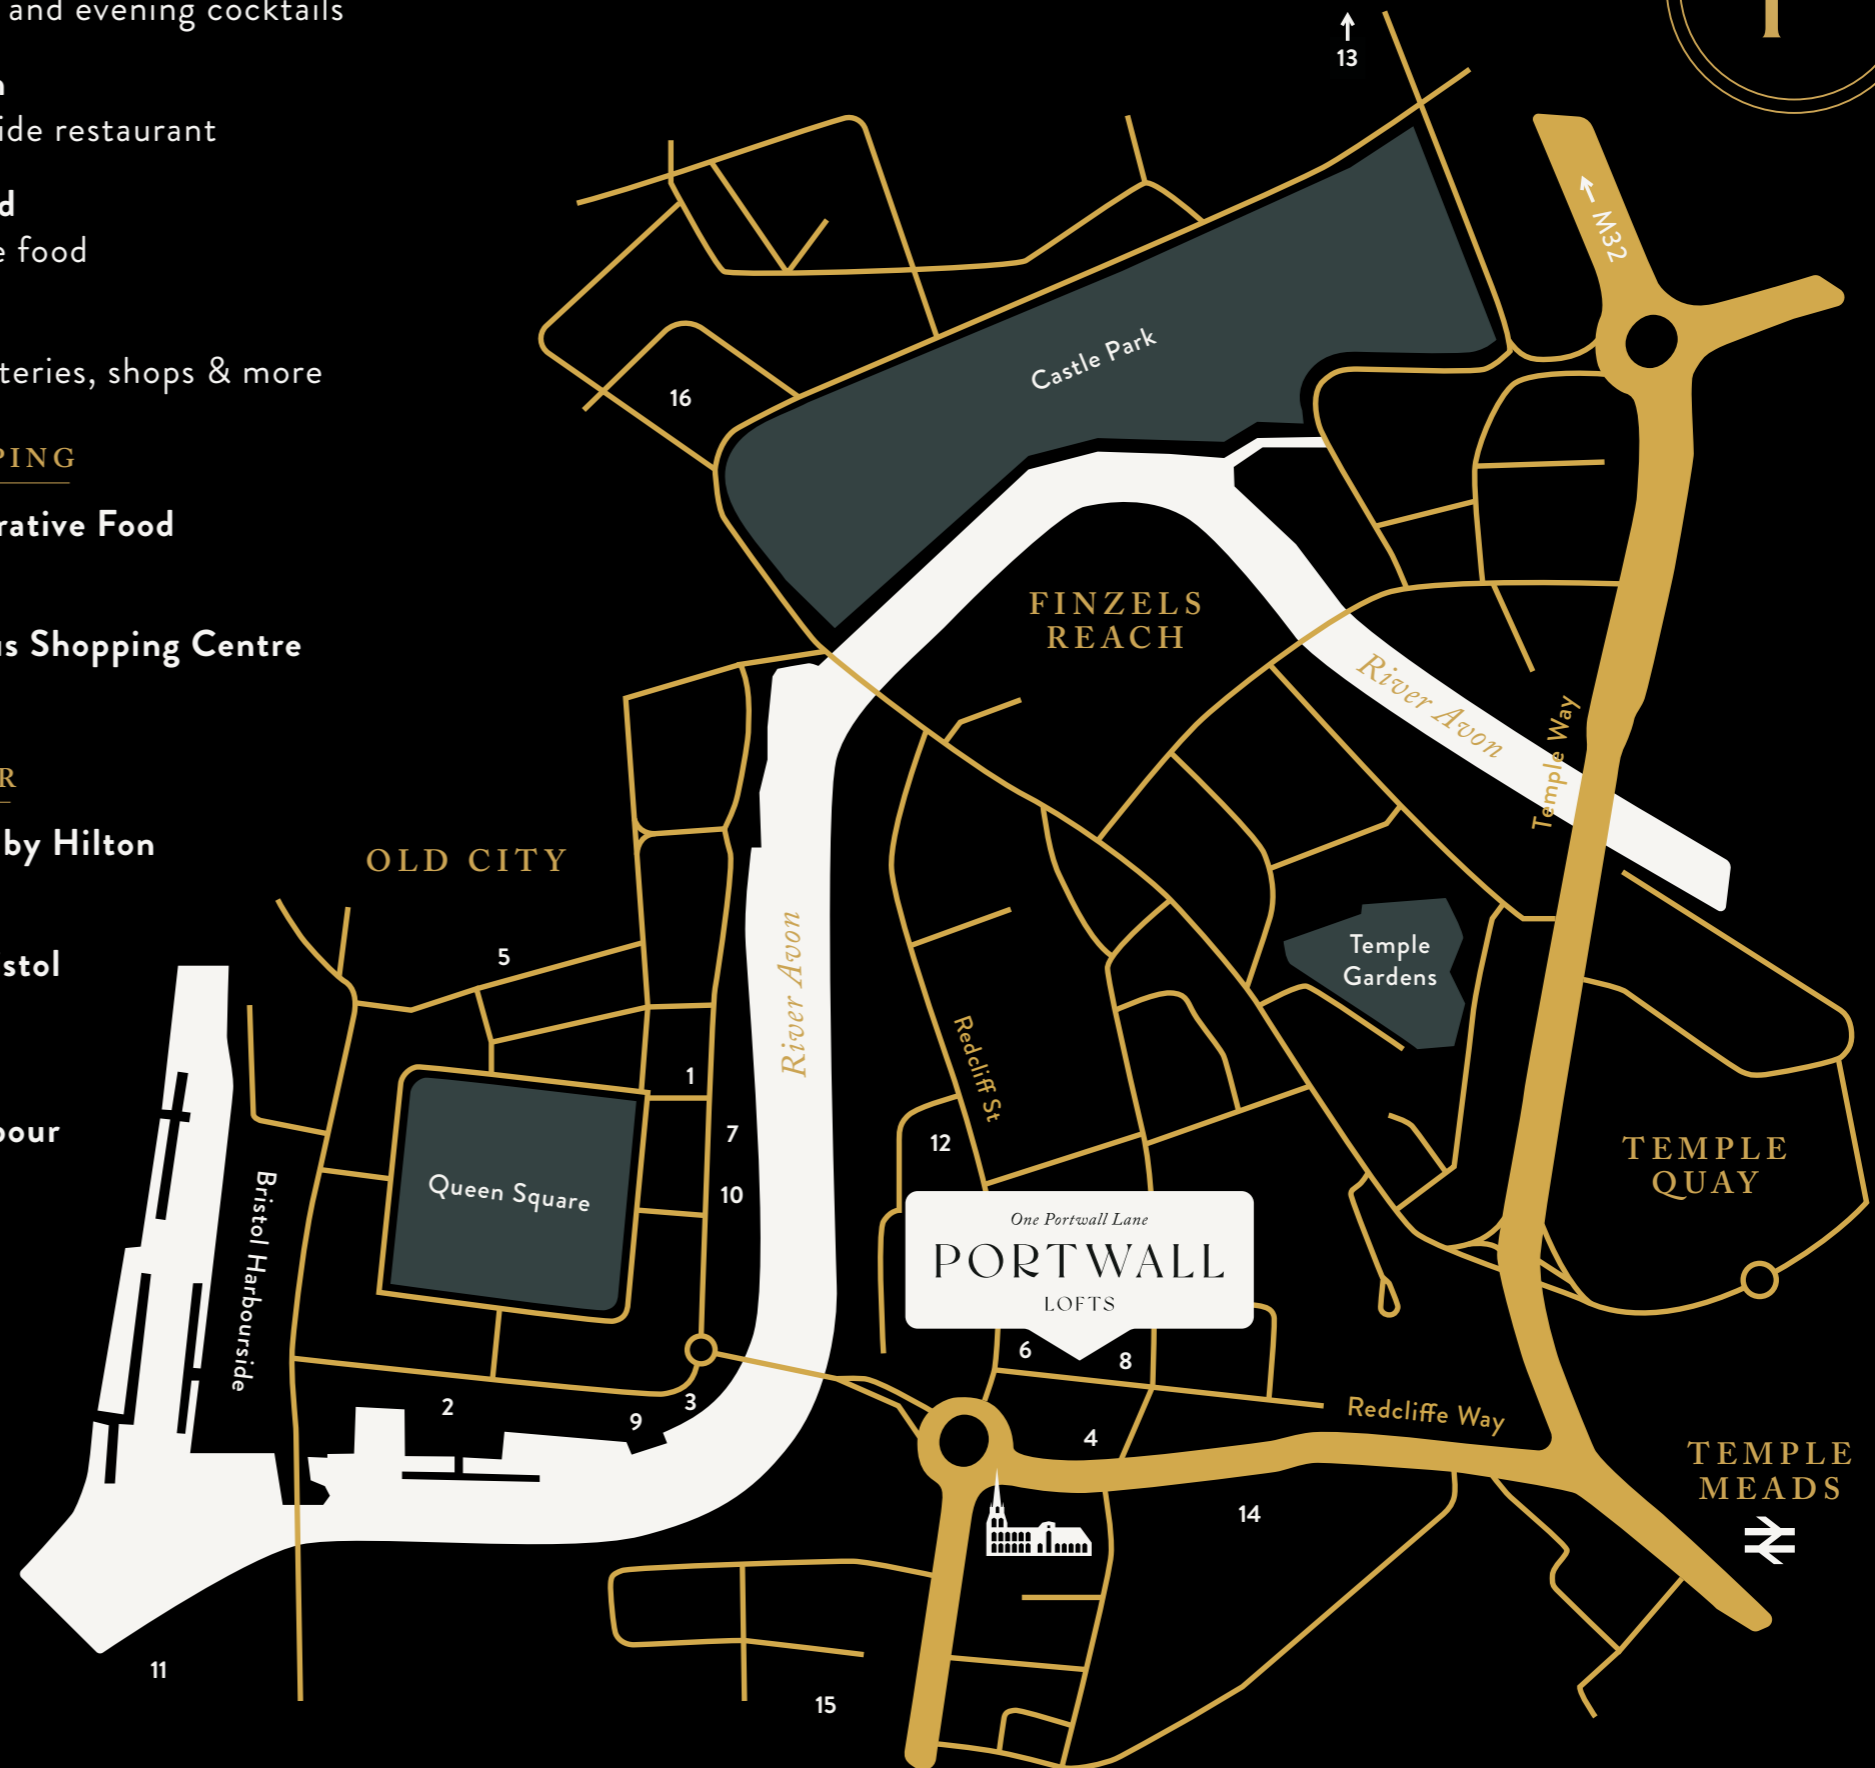 and evening cocktails
ide restaurant
d
e food
teries, shops & more
PING
rative Food
us Shopping Centre
R
by Hilton
stol
bour
13
M32
Castle Park
16
FINZELS
REACH
River Avon
Temple Way
OLD CITY
5
River Avon
Temple
Gardens
Redcliff St
1
7
12
10
Queen Square
Bristol Harbourside
TEMPLE
QUAY
One Portwall Lane
PORTWALL
LOFTS
6
8
2
3
9
4
Redcliffe Way
TEMPLE
MEADS
14
11
15